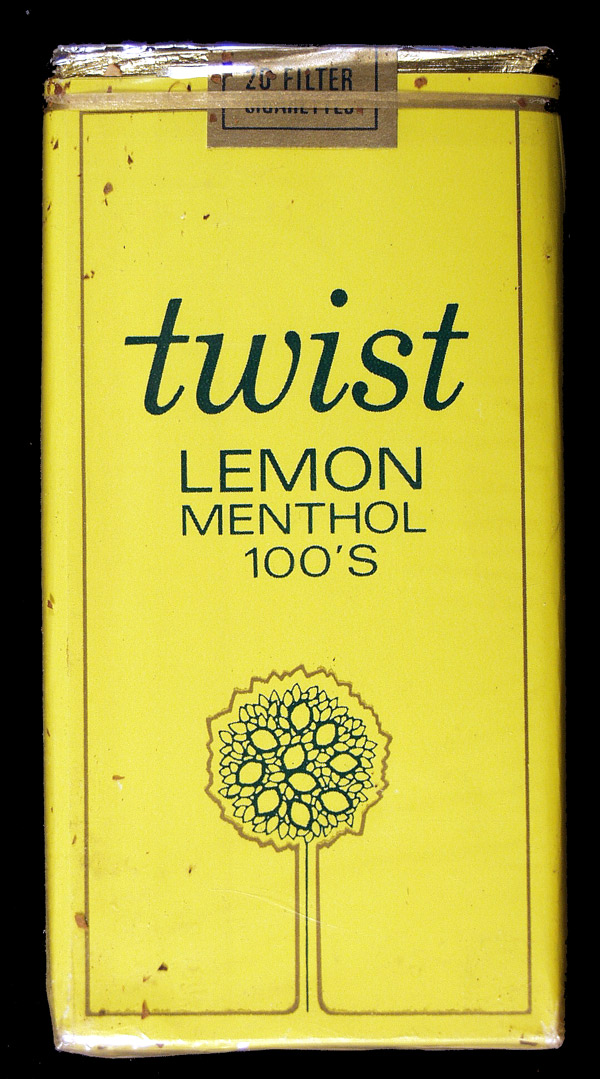 20 FILTER
CIGARETTES
twist
LEMON
MENTHOL
100'S